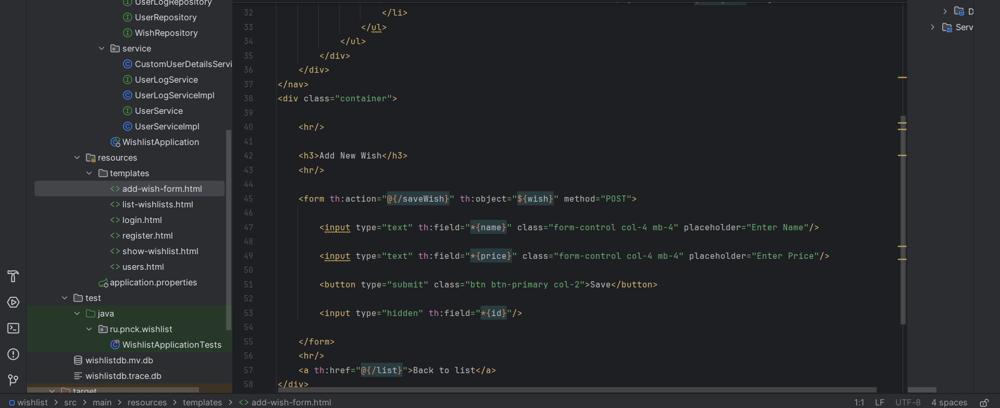 UserLogRepository
UserRepository
WishRepository
service
CustomUserDetailsServi
UserLogService
UserLogServiceImpl
UserService
UserServiceImpl
WishlistApplication
resources
templates
add-wish-form.html
list-wishlists.html
login.html
register.html
show-wishlist.html
users.html
application.properties
test
java
ru.pnck.wishlist
WishlistApplicationTests
wishlistdb.mv.db
wishlistdb.trace.db
target
32 </li>
33 </ul>
34 </ul>
35 </div>
36 </div>
37 </nav>
38 <div class="container">
39
40 <hr/>
41
42 <h3>Add New Wish</h3>
43 <hr/>
44
45 <form th:action="@{/saveWish}" th:object="${wish}" method="POST">
46
47 <input type="text" th:field="*{name}" class="form-control col-4 mb-4" placeholder="Enter Name"/>
48
49 <input type="text" th:field="*{price}" class="form-control col-4 mb-4" placeholder="Enter Price"/>
50
51 <button type="submit" class="btn btn-primary col-2">Save</button>
52
53 <input type="hidden" th:field="*{id}"/>
54
55 </form>
56 <hr/>
57 <a th:href="@{/list}">Back to list</a>
58 </div>
D
Serv
wishlist > src > main > resources > templates > <> add-wish-form.html
1:1 LF UTF-8 4 spaces